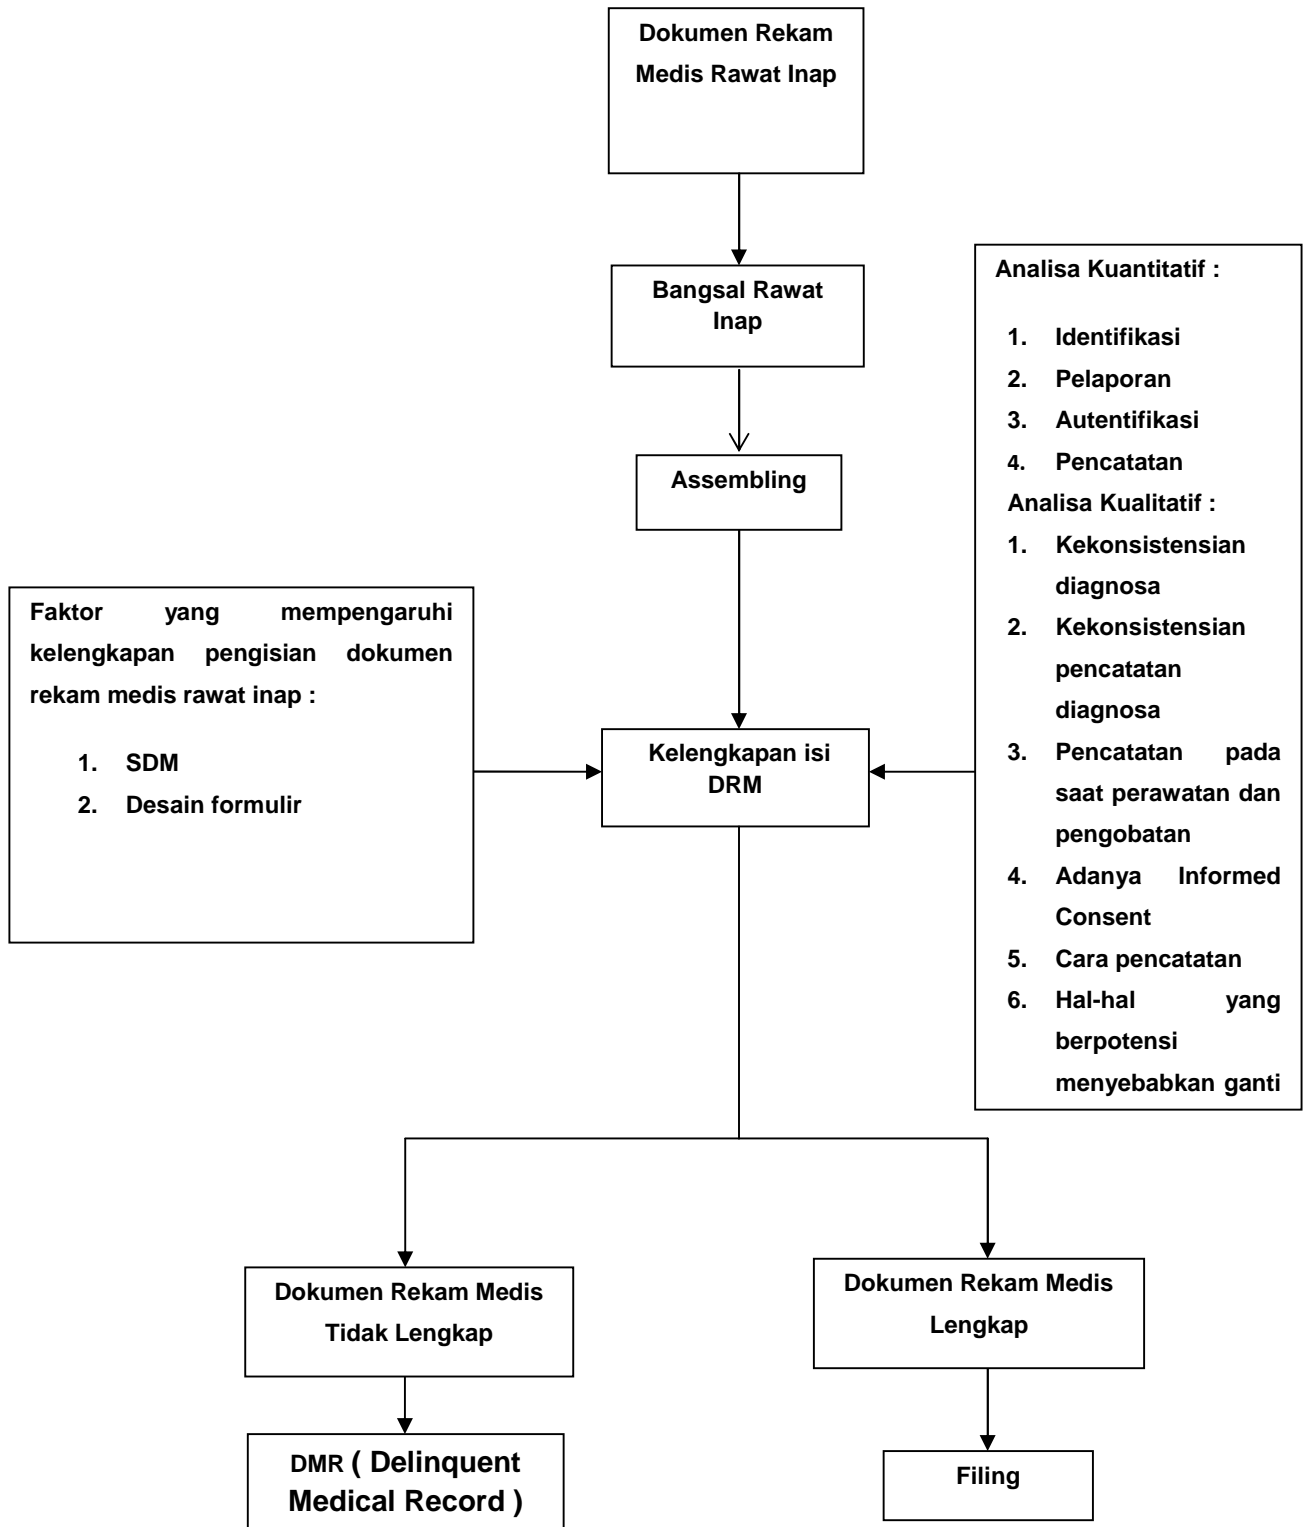 Dokumen Rekam
Medis Rawat Inap
Bangsal Rawat
Inap
Assembling
Faktor yang mempengaruhi
kelengkapan pengisian dokumen
rekam medis rawat inap :
1. SDM
2. Desain formulir
Kelengkapan isi
DRM
Analisa Kuantitatif :
1. Identifikasi
2. Pelaporan
3. Autentifikasi
4. Pencatatan
Analisa Kualitatif :
1. Kekonsistensian
diagnosa
2. Kekonsistensian
pencatatan
diagnosa
3. Pencatatan pada
saat perawatan dan
pengobatan
4. Adanya Informed
Consent
5. Cara pencatatan
6. Hal-hal yang
berpotensi
menyebabkan ganti
Dokumen Rekam Medis
Tidak Lengkap
Dokumen Rekam Medis
Lengkap
DMR ( Delinquent
Medical Record )
Filing